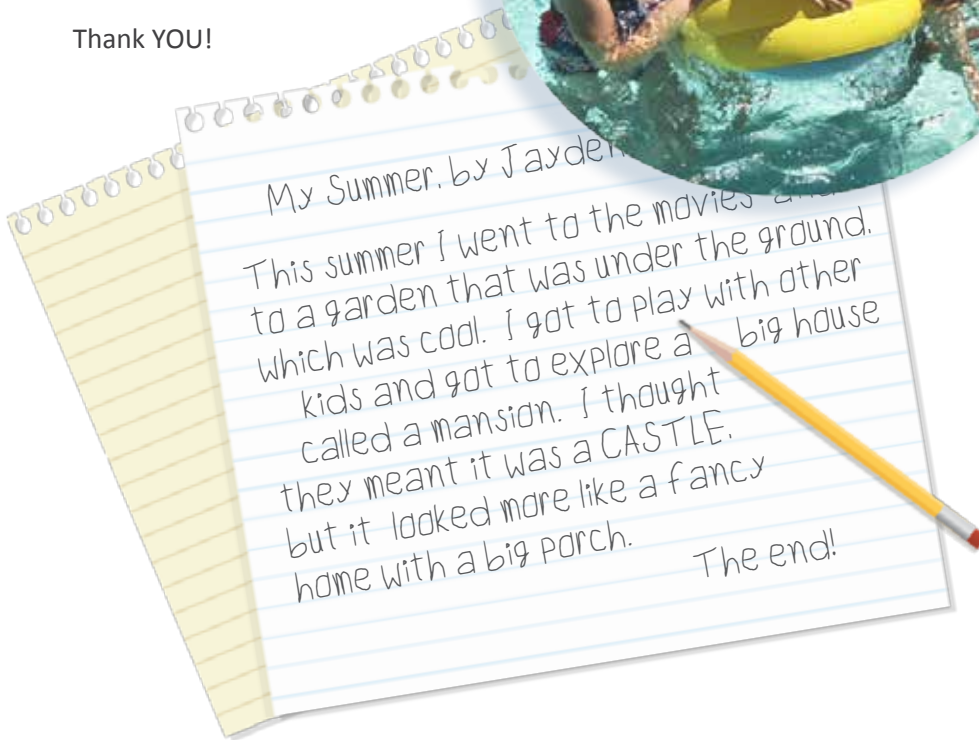 Thank YOU!
My Summer. by Jayden
This summer I went to the movies and
to a garden that was under the ground.
which was cool. I got to play with other
kids and got to explore a big house
called a mansion. I thought
they meant it was a CASTLE.
but it looked more like a fancy
home with a big porch.
The end!